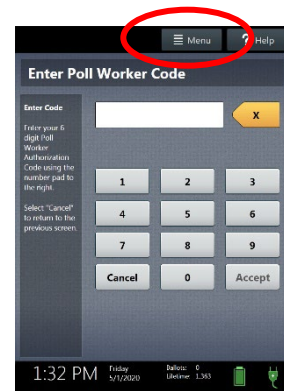 Menu
? Help
Enter Poll Worker Code
Enter Code
Enter your 6
digit Poll
Worker
Authorization
Code using the
number pad to
the right.
Select "Cancel"
to return to the
previous screen.
X
1 2 3
4 5 6
7 8 9
Cancel 0 Accept
1:32 PM
Friday
5/1/2020
Ballots: 0
Lifetime: 1,363